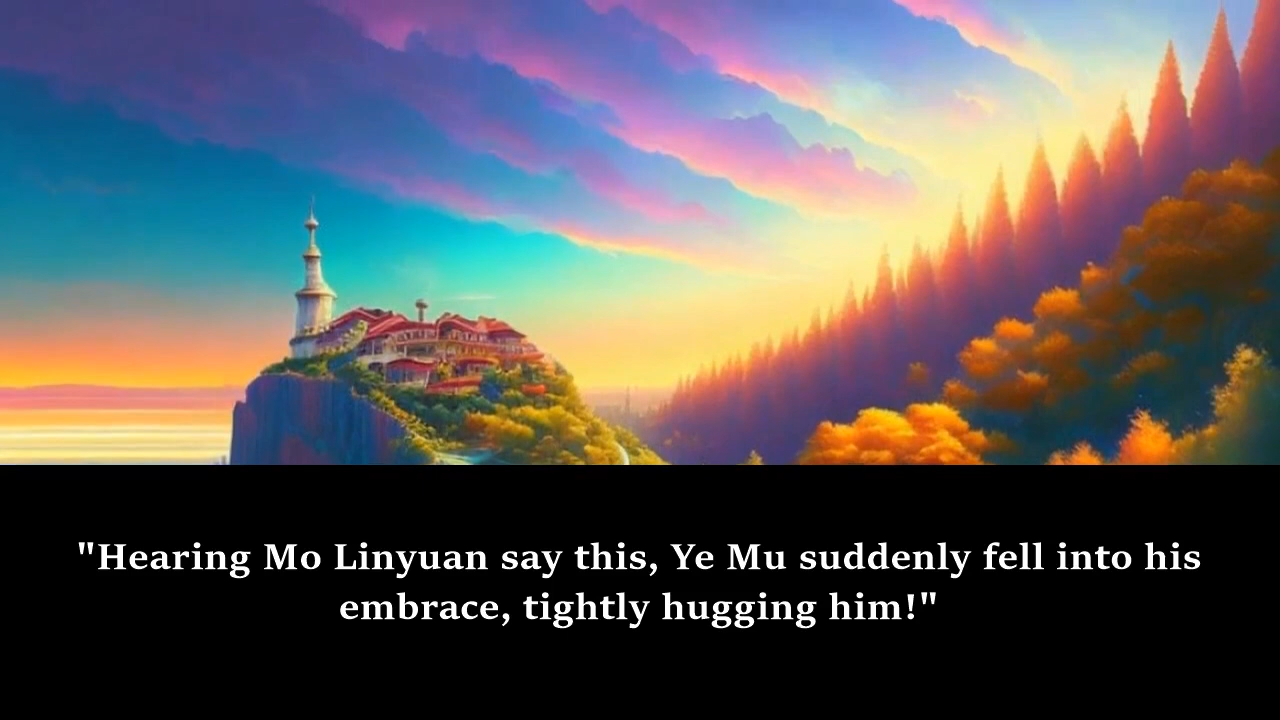 "Hearing Mo Linyuan say this, Ye Mu suddenly fell into his
embrace, tightly hugging him!"